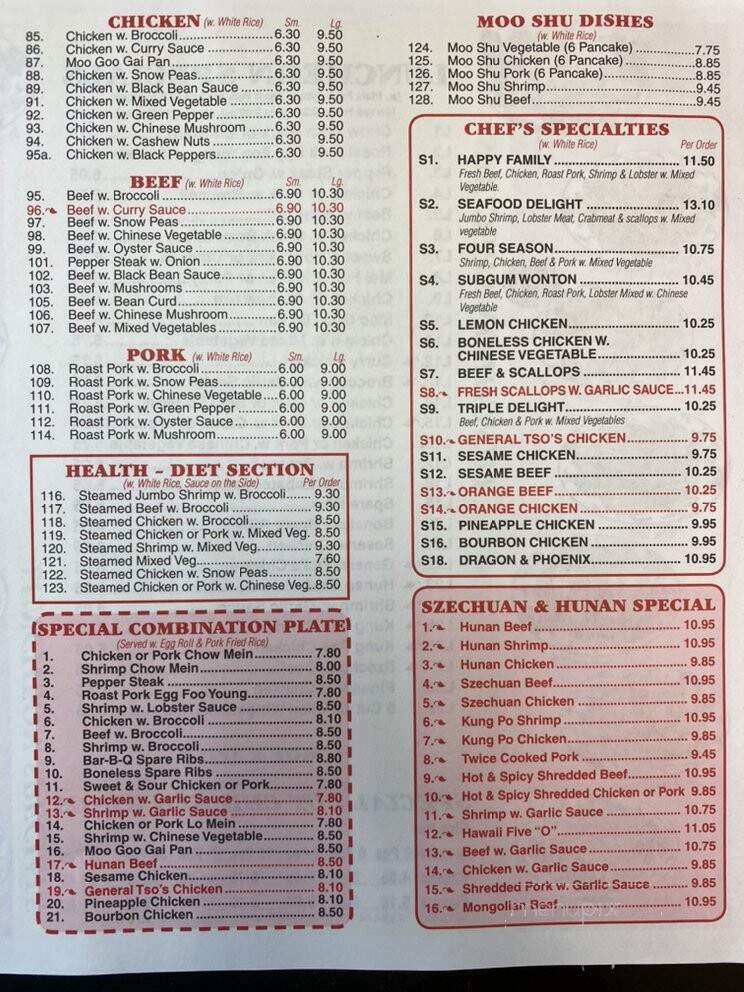 CHICKEN (w. White Rice) Sm. Lg.
85. Chicken w. Broccoli 6.30 9.50
86. Chicken w. Curry Sauce 6.30 9.50
87. Moo Goo Gai Pan 6.30 9.50
88. Chicken w. Snow Peas 6.30 9.50
89. Chicken w. Black Bean Sauce 6.30 9.50
91. Chicken w. Mixed Vegetable 6.30 9.50
92. Chicken w. Green Pepper 6.30 9.50
93. Chicken w. Chinese Mushroom 6.30 9.50
94. Chicken w. Cashew Nuts 6.30 9.50
95a. Chicken w. Black Peppers 6.30 9.50
BEEF (w. White Rice) Sm. Lg.
95. Beef w. Broccoli 6.90 10.30
96. Beef w. Curry Sauce 6.90 10.30
97. Beef w. Snow Peas 6.90 10.30
98. Beef w. Chinese Vegetable 6.90 10.30
99. Beef w. Oyster Sauce 6.90 10.30
101. Pepper Steak w. Onion 6.90 10.30
102. Beef w. Black Bean Sauce 6.90 10.30
103. Beef w. Mushrooms 6.90 10.30
105. Beef w. Bean Curd 6.90 10.30
106. Beef w. Chinese Mushroom 6.90 10.30
107. Beef w. Mixed Vegetables 6.90 10.30
PORK (w. White Rice) Sm. Lg.
108. Roast Pork w. Broccoli 6.00 9.00
109. Roast Pork w. Snow Peas 6.00 9.00
110. Roast Pork w. Chinese Vegetable 6.00 9.00
111. Roast Pork w. Green Pepper 6.00 9.00
112. Roast Pork w. Oyster Sauce 6.00 9.00
114. Roast Pork w. Mushroom 6.00 9.00
HEALTH - DIET SECTION
(w. White Rice, Sauce on the Side) Per Order
116. Steamed Jumbo Shrimp w. Broccoli 9.30
117. Steamed Beef w. Broccoli 9.30
118. Steamed Chicken w. Broccoli 8.50
119. Steamed Chicken or Pork w. Mixed Veg. 8.50
120. Steamed Shrimp w. Mixed Veg. 9.30
121. Steamed Mixed Veg. 7.60
122. Steamed Chicken w. Snow Peas 8.50
123. Steamed Chicken or Pork w. Chinese Veg. 8.50
SPECIAL COMBINATION PLATE
(Served w. Egg Roll & Pork Fried Rice)
1. Chicken or Pork Chow Mein 7.80
2. Shrimp Chow Mein 8.00
3. Pepper Steak 8.50
4. Roast Pork Egg Foo Young 7.80
5. Shrimp w. Lobster Sauce 8.50
6. Chicken w. Broccoli 8.10
7. Beef w. Broccoli 8.50
8. Shrimp w. Broccoli 8.50
9. Bar-B-Q Spare Ribs 8.80
10. Boneless Spare Ribs 8.50
11. Sweet & Sour Chicken or Pork 7.80
12. Chicken w. Garlic Sauce 7.80
13. Shrimp w. Garlic Sauce 8.10
14. Chicken or Pork Lo Mein 7.80
15. Shrimp w. Chinese Vegetable 8.50
16. Moo Goo Gai Pan 8.50
17. Hunan Beef 8.50
18. Sesame Chicken 8.10
19. General Tso's Chicken 8.10
20. Pineapple Chicken 8.10
21. Bourbon Chicken 8.50
MOO SHU DISHES
(w. White Rice)
124. Moo Shu Vegetable (6 Pancake) 7.75
125. Moo Shu Chicken (6 Pancake) 8.85
126. Moo Shu Pork (6 Pancake) 8.85
127. Moo Shu Shrimp 9.45
128. Moo Shu Beef 9.45
CHEF'S SPECIALTIES
(w. White Rice) Per Order
S1. HAPPY FAMILY 11.50
Fresh Beef, Chicken, Roast Pork, Shrimp & Lobster w. Mixed
Vegetable.
S2. SEAFOOD DELIGHT 13.10
Jumbo Shrimp, Lobster Meat, Crabmeat & scallops w. Mixed
vegetable
S3. FOUR SEASON 10.75
Shrimp, Chicken, Beef & Pork w. Mixed Vegetable
S4. SUBGUM WONTON 10.45
Fresh Beef, Chicken, Roast Pork, Lobster Mixed w. Chinese
Vegetable
S5. LEMON CHICKEN 10.25
S6. BONELESS CHICKEN W.
CHINESE VEGETABLE 10.25
S7. BEEF & SCALLOPS 11.45
S8. FRESH SCALLOPS W. GARLIC SAUCE 11.45
S9. TRIPLE DELIGHT 10.25
Beef, Chicken & Pork w. Mixed Vegetables
S10. GENERAL TSO'S CHICKEN 9.75
S11. SESAME CHICKEN 9.75
S12. SESAME BEEF 10.25
S13. ORANGE BEEF 10.25
S14. ORANGE CHICKEN 9.75
S15. PINEAPPLE CHICKEN 9.95
S16. BOURBON CHICKEN 9.95
S18. DRAGON & PHOENIX 10.95
SZECHUAN & HUNAN SPECIAL
1. Hunan Beef 10.95
2. Hunan Shrimp 10.95
3. Hunan Chicken 9.85
4. Szechuan Beef 10.95
5. Szechuan Chicken 9.85
6. Kung Po Shrimp 10.95
7. Kung Po Chicken 9.85
8. Twice Cooked Pork 9.45
9. Hot & Spicy Shredded Beef 10.95
10. Hot & Spicy Shredded Chicken or Pork 9.85
11. Shrimp w. Garlic Sauce 10.75
12. Hawaii Five "O" 11.05
13. Beef w. Garlic Sauce 10.75
14. Chicken w. Garlic Sauce 9.85
15. Shredded Pork w. Garlic Sauce 9.85
16. Mongolian Beef 10.95